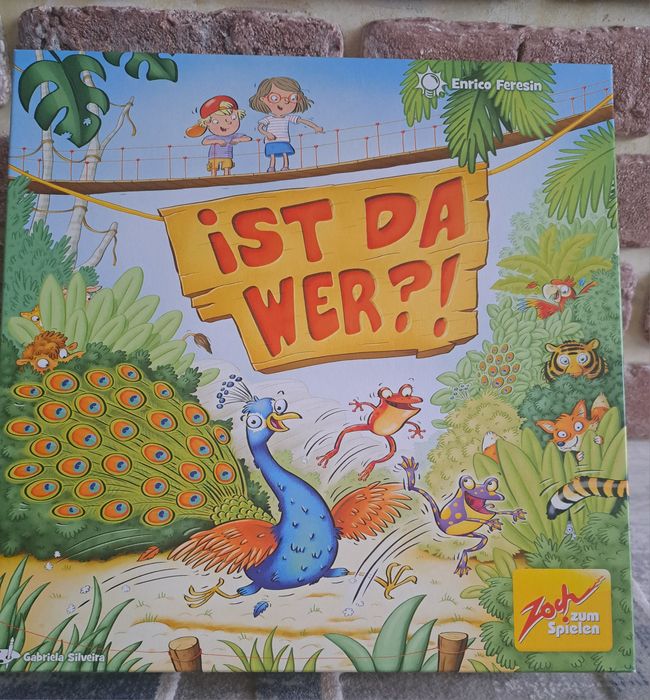 Enrico Feresin
iST DA
WER?!
Zoch
zum
Spielen
Gabriela Silveira